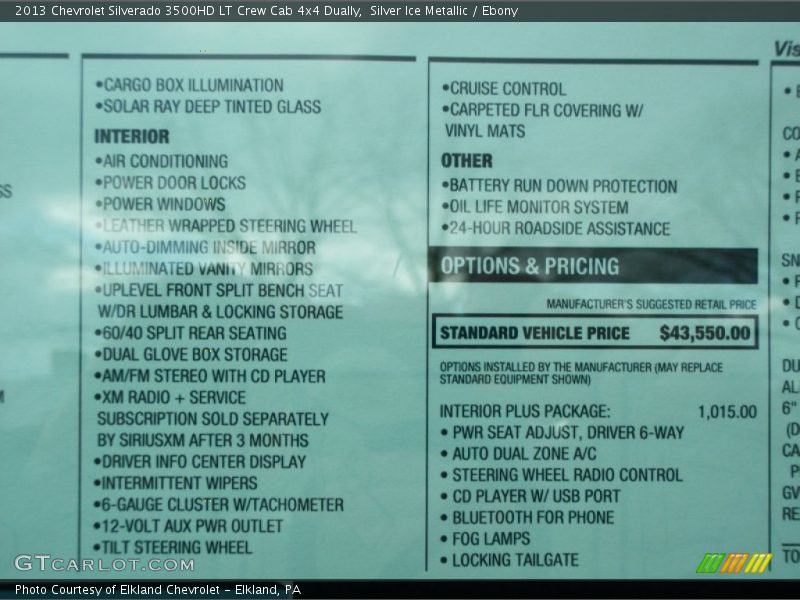 2013 Chevrolet Silverado 3500HD LT Crew Cab 4x4 Dually,  Silver Ice Metallic / Ebony
•CARGO BOX ILLUMINATION
•SOLAR RAY DEEP TINTED GLASS
INTERIOR
•AIR CONDITIONING
•POWER DOOR LOCKS
•POWER WINDOWS
•LEATHER WRAPPED STEERING WHEEL
•AUTO-DIMMING INSIDE MIRROR
•ILLUMINATED VANITY MIRRORS
•UPLEVEL FRONT SPLIT BENCH SEAT
W/DR LUMBAR & LOCKING STORAGE
•60/40 SPLIT REAR SEATING
•DUAL GLOVE BOX STORAGE
•AM/FM STEREO WITH CD PLAYER
•XM RADIO + SERVICE
SUBSCRIPTION SOLD SEPARATELY
BY SIRIUSXM AFTER 3 MONTHS
•DRIVER INFO CENTER DISPLAY
•INTERMITTENT WIPERS
•6-GAUGE CLUSTER W/TACHOMETER
•12-VOLT AUX PWR OUTLET
•TILT STEERING WHEEL
•CRUISE CONTROL
•CARPETED FLR COVERING W/
VINYL MATS
OTHER
•BATTERY RUN DOWN PROTECTION
•OIL LIFE MONITOR SYSTEM
•24-HOUR ROADSIDE ASSISTANCE
OPTIONS & PRICING
MANUFACTURER'S SUGGESTED RETAIL PRICE
STANDARD VEHICLE PRICE $43,550.00
OPTIONS INSTALLED BY THE MANUFACTURER (MAY REPLACE
STANDARD EQUIPMENT SHOWN)
INTERIOR PLUS PACKAGE: 1,015.00
• PWR SEAT ADJUST, DRIVER 6-WAY
• AUTO DUAL ZONE A/C
• STEERING WHEEL RADIO CONTROL
• CD PLAYER W/ USB PORT
• BLUETOOTH FOR PHONE
• FOG LAMPS
• LOCKING TAILGATE
GTCARLOT.COM
Photo Courtesy of Elkland Chevrolet - Elkland, PA